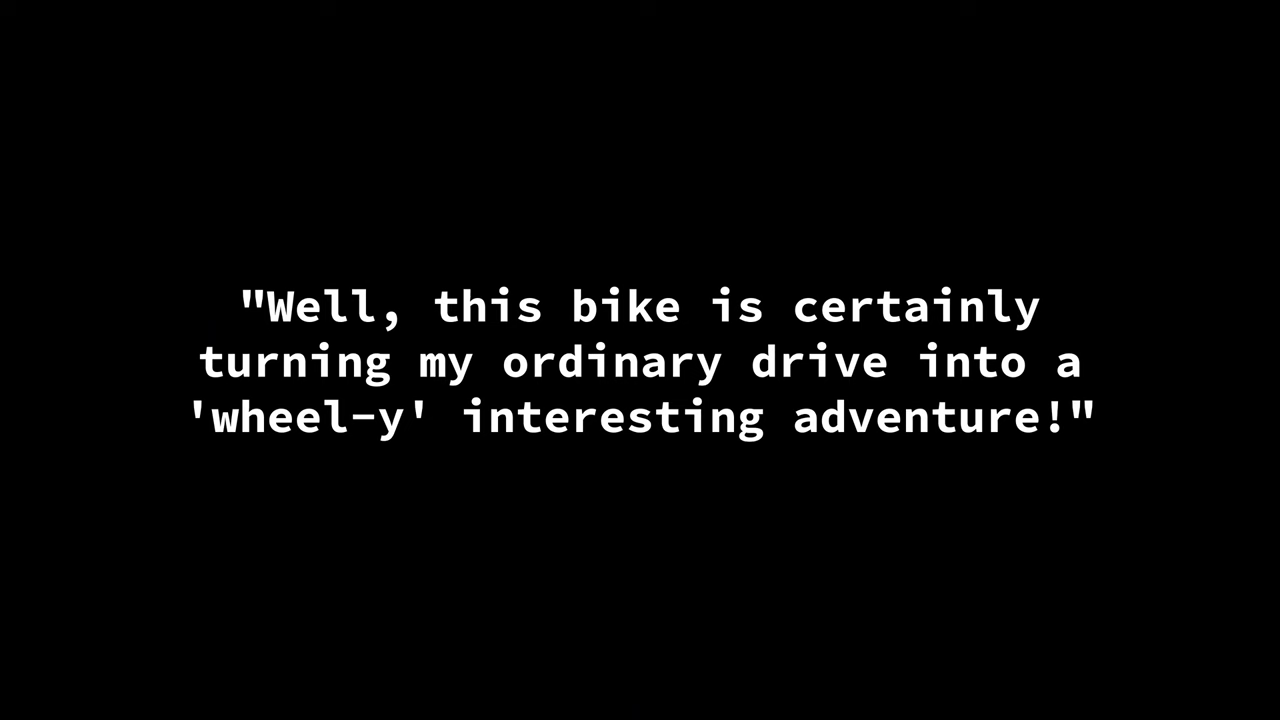 "Well, this bike is certainly
turning my ordinary drive into a
'wheel-y' interesting adventure!"